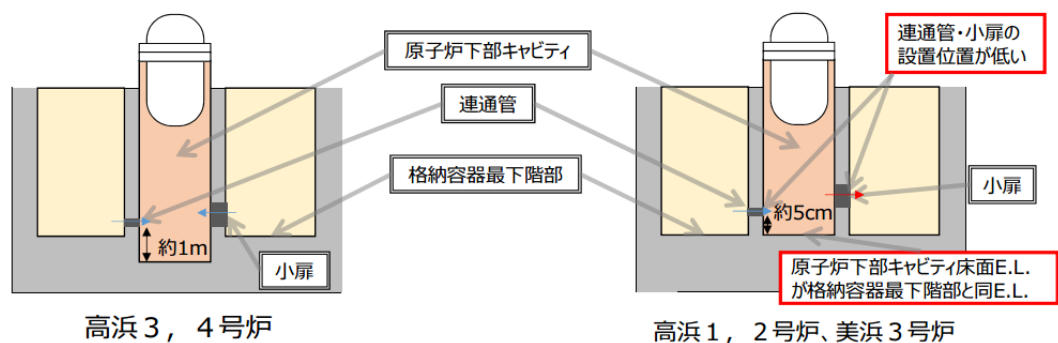 原子炉下部キャビティ
連通管
格納容器最下階部
約1m
小扉
高浜３，４号炉
連通管・小扉の
設置位置が低い
小扉
約5cm
原子炉下部キャビティ床面E.L.
が格納容器最下階部と同E.L.
高浜１，２号炉、美浜３号炉